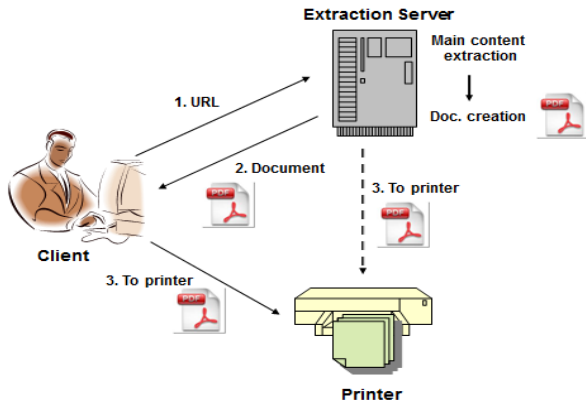 Extraction Server
Main content
extraction
Doc. creation
PDF
1. URL
2. Document
PDF
3. To printer
PDF
Client
3. To printer
PDF
Printer